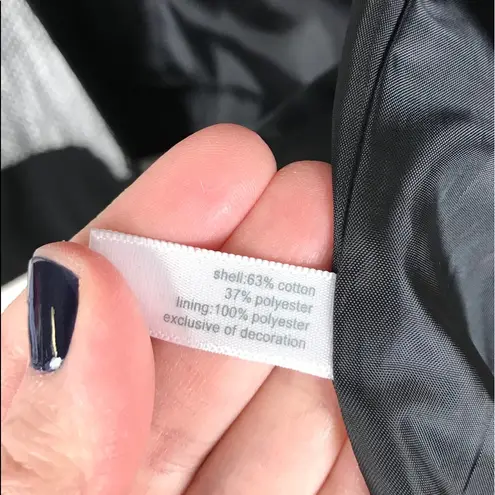 shell:63% cotton
37% polyester
lining:100% polyester
exclusive of decoration